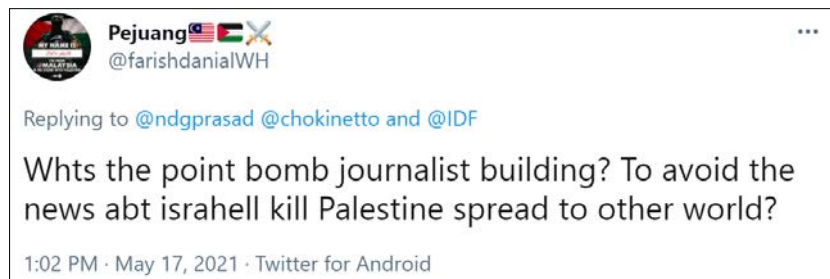 Pejuang🇲🇾🇵🇸⚔️
@farishdanialWH
Replying to @ndgprasad @chokinetto and @IDF
Whts the point bomb journalist building? To avoid the
news abt israhell kill Palestine spread to other world?
1:02 PM · May 17, 2021 · Twitter for Android